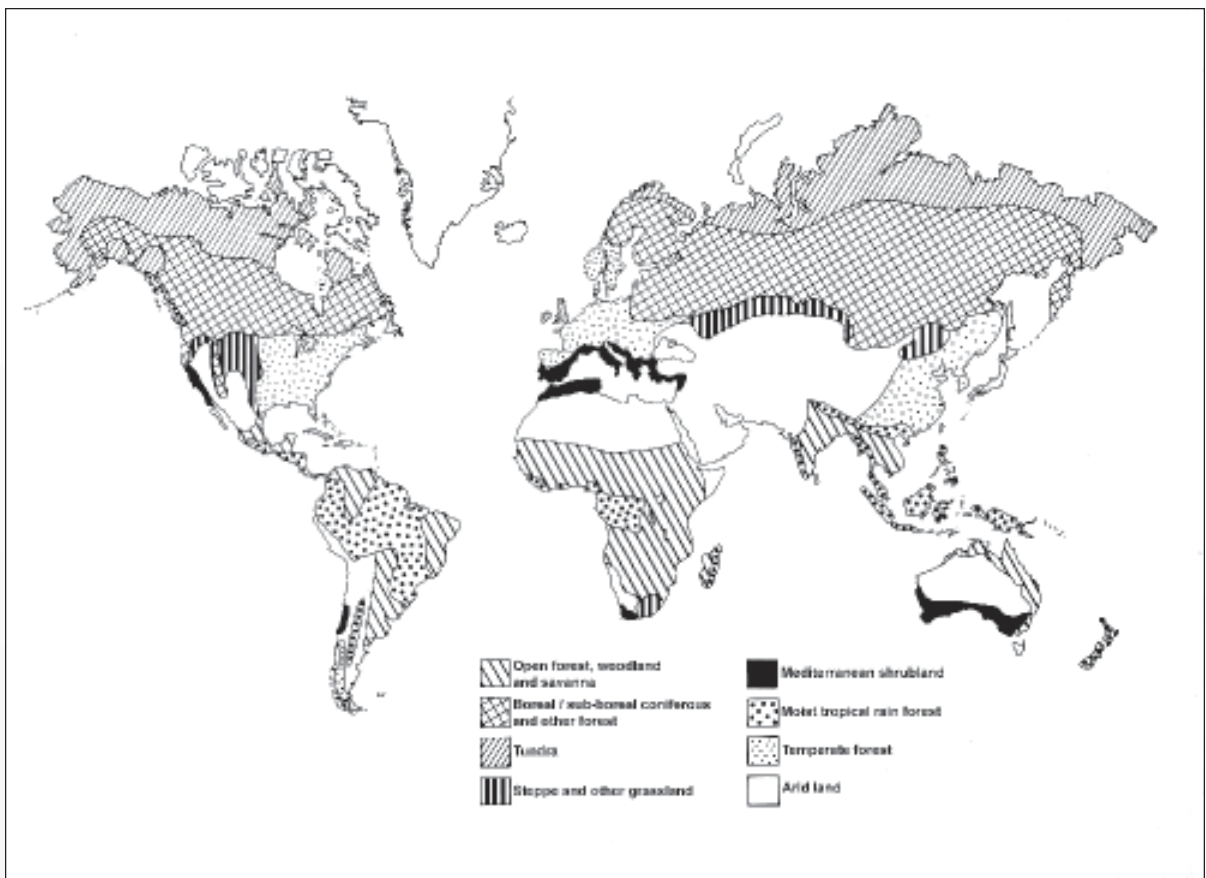 Open forest, woodland
and savanna
Boreal / sub-boreal coniferous
and other forest
Tundra
Steppe and other grassland
Mediterranean shrubland
Moist tropical rain forest
Temperate forest
Arid land